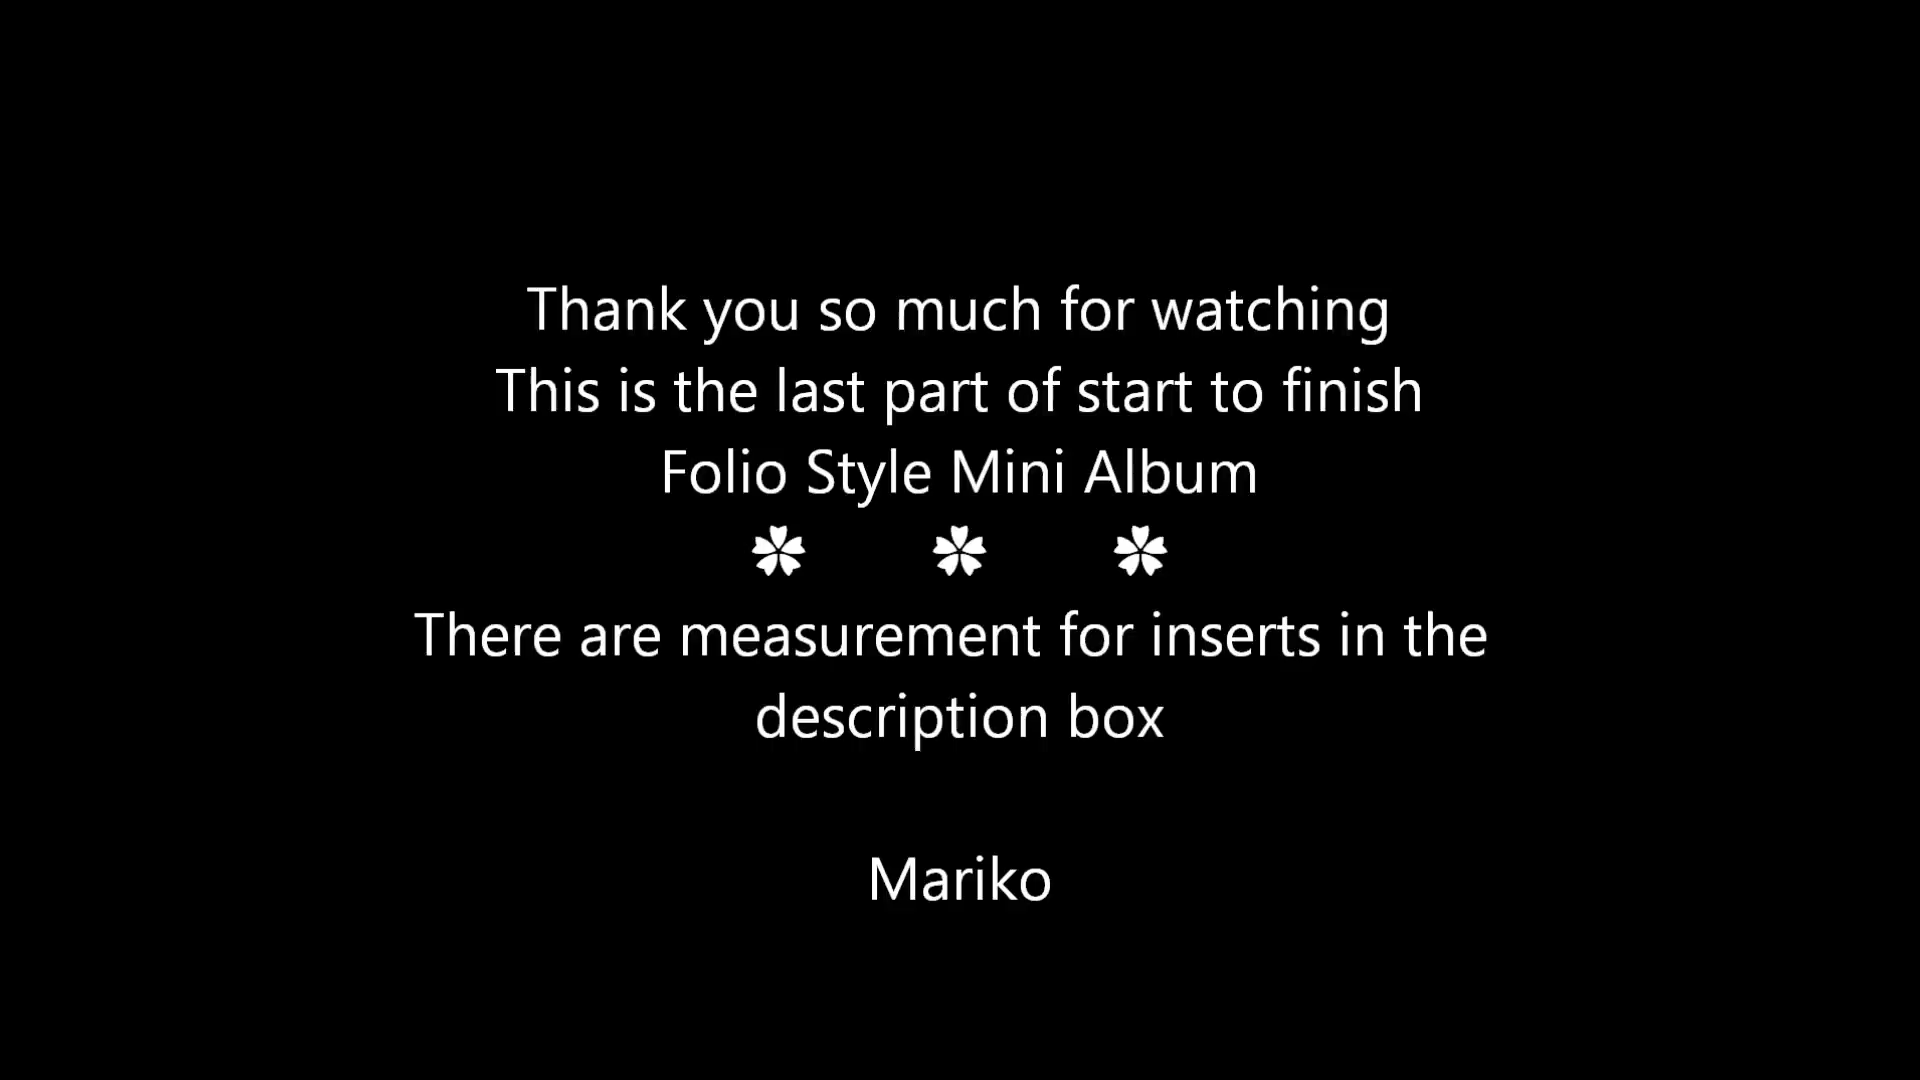 Thank you so much for watching
This is the last part of start to finish
Folio Style Mini Album
✽ ✽ ✽
There are measurement for inserts in the
description box
Mariko